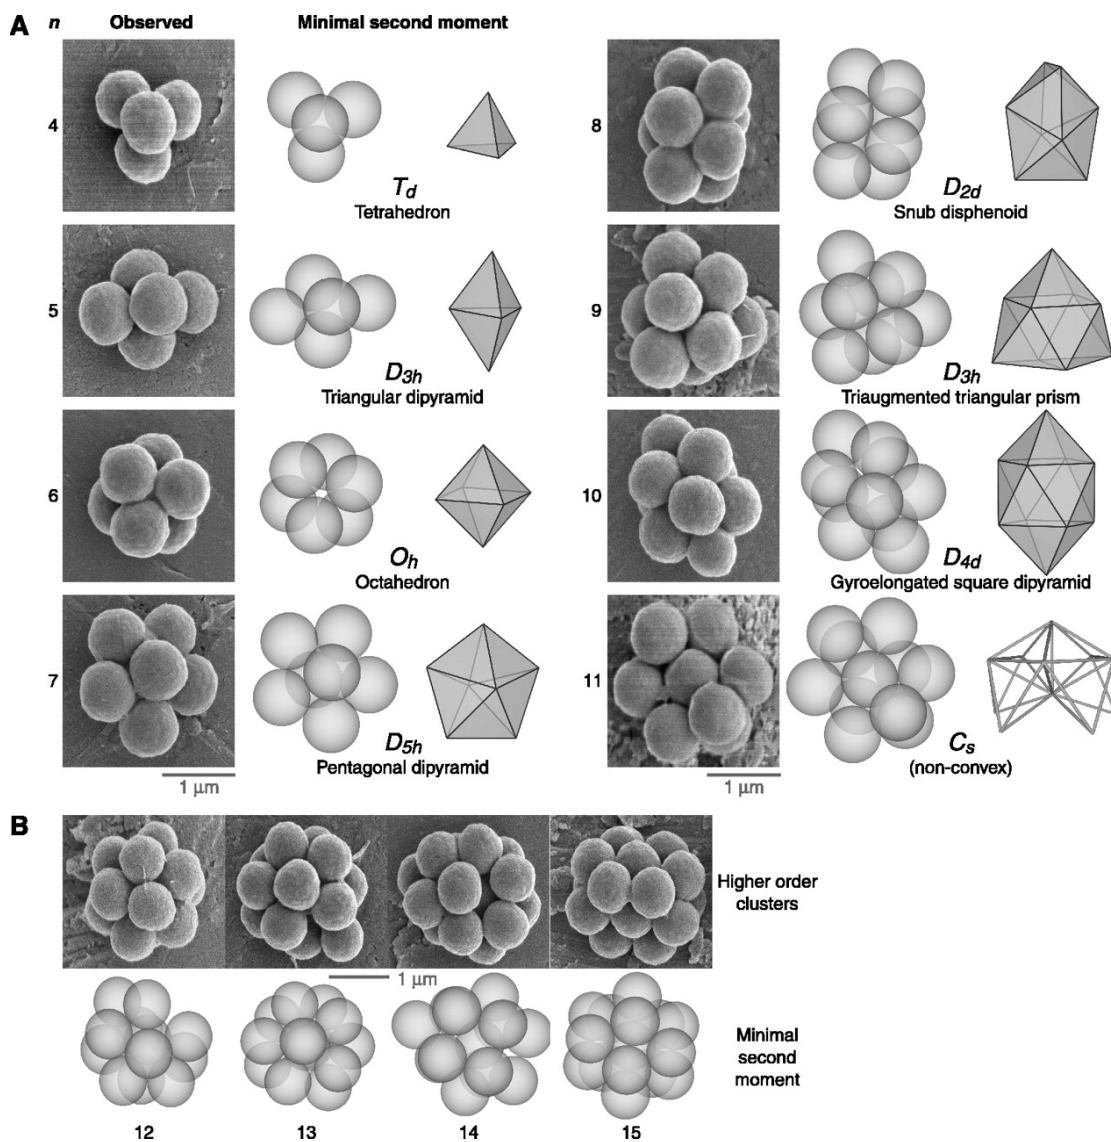 A n Observed Minimal second moment
4
Td
Tetrahedron
5
D3h
Triangular dipyramid
6
Oh
Octahedron
7
D5h
Pentagonal dipyramid
1 μm
8
D2d
Snub disphenoid
9
D3h
Triaugmented triangular prism
10
D4d
Gyroelongated square dipyramid
11
Cs
(non-convex)
1 μm
B
Higher order
clusters
1 μm
Minimal
second
moment
12 13 14 15